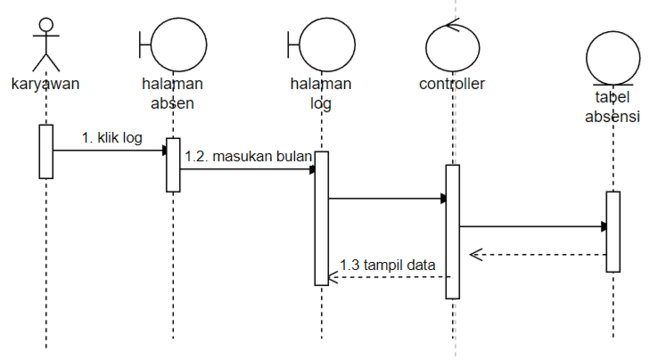 karyawan
halaman
absen
halaman
log
controller
tabel
absensi
1. klik log
1.2. masukan bulan
1.3 tampil data